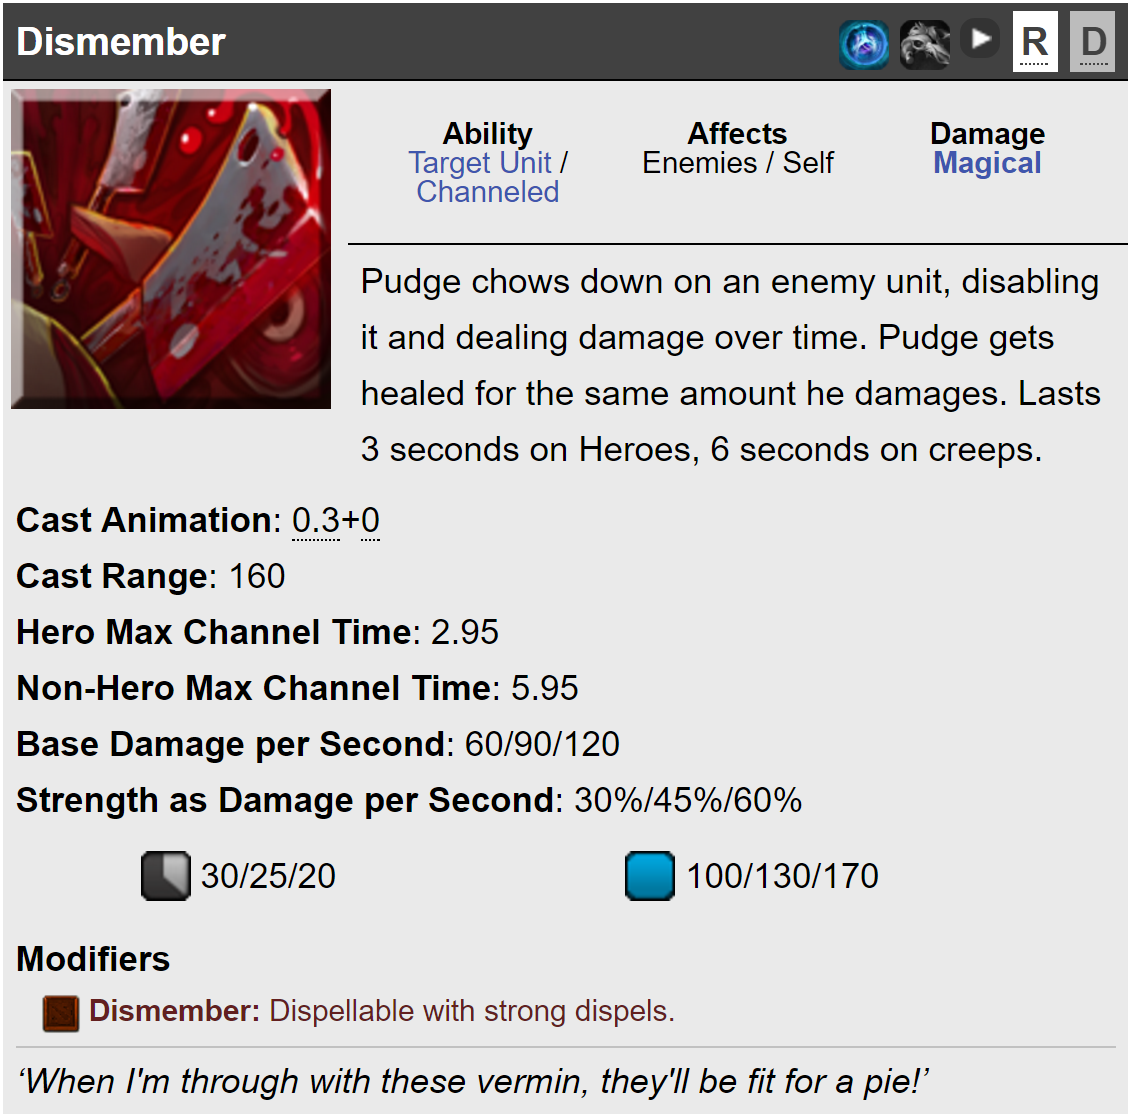 Dismember
R
D
Ability
Target Unit /
Channeled
Affects
Enemies / Self
Damage
Magical
Pudge chows down on an enemy unit, disabling
it and dealing damage over time. Pudge gets
healed for the same amount he damages. Lasts
3 seconds on Heroes, 6 seconds on creeps.
Cast Animation: 0.3+0
Cast Range: 160
Hero Max Channel Time: 2.95
Non-Hero Max Channel Time: 5.95
Base Damage per Second: 60/90/120
Strength as Damage per Second: 30%/45%/60%
30/25/20
100/130/170
Modifiers
Dismember: Dispellable with strong dispels.
‘When I'm through with these vermin, they'll be fit for a pie!’